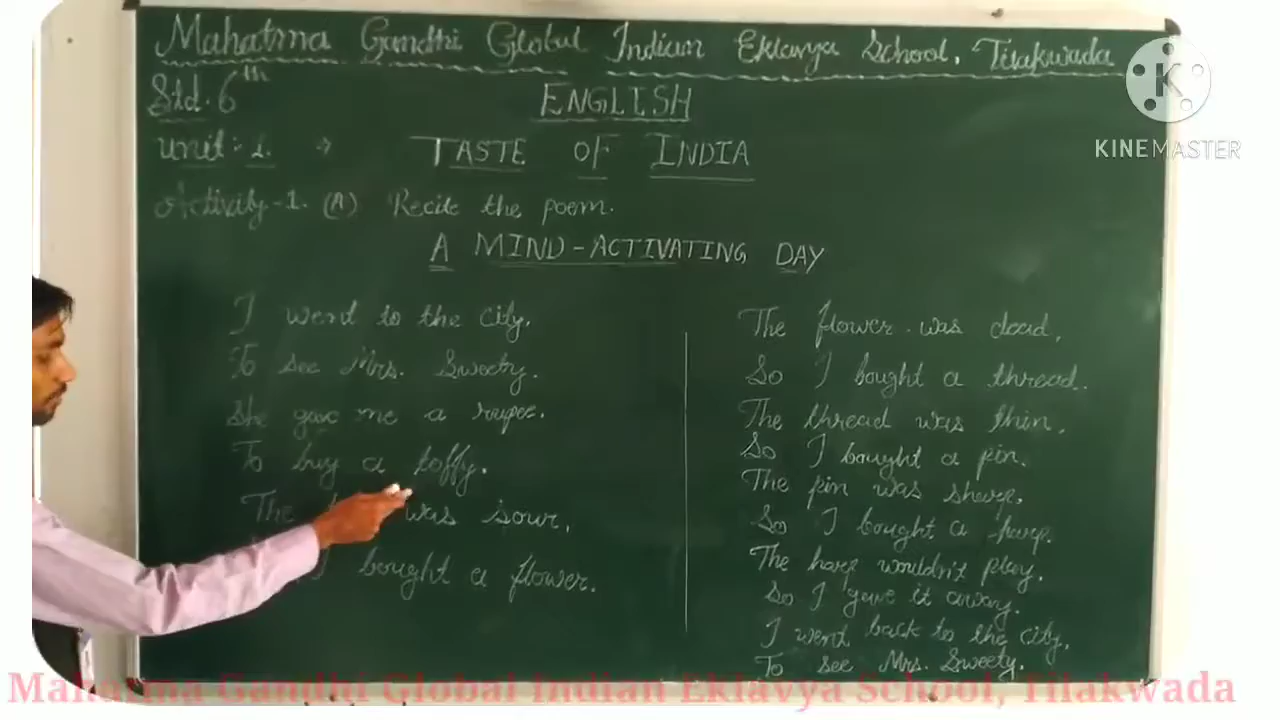 Mahatma Gandhi Global Indian Eklavya School, Tilakwada
Std. 6th
ENGLISH
Unit:- 1. → TASTE OF INDIA
Activity-1. (A) Recite the poem.
A MIND-ACTIVATING DAY
I went to the city.
To see Mrs. Sweety.
She gave me a rupee.
To buy a toffy.
The was sour.
I bought a flower.
The flower was dead.
So I bought a thread.
The thread was thin.
So I bought a pin.
The pin was sharp.
So I bought a harp.
The harp wouldn't play.
So I gave it away.
I went back to the city.
To see Mrs. Sweety.
K
KINEMASTER
Mahatma Gandhi Global Indian Eklavya School, Tilakwada